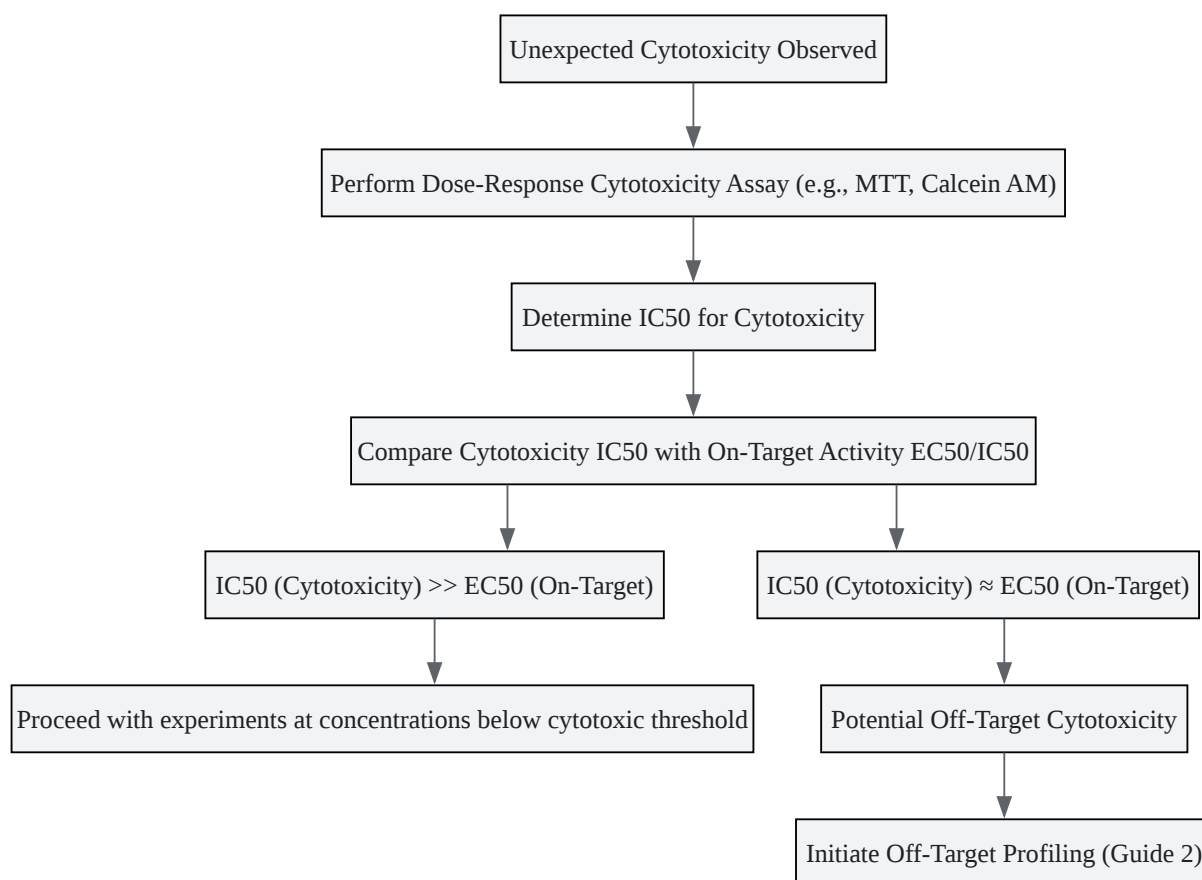 Unexpected Cytotoxicity Observed
Perform Dose-Response Cytotoxicity Assay (e.g., MTT, Calcein AM)
Determine IC50 for Cytotoxicity
Compare Cytotoxicity IC50 with On-Target Activity EC50/IC50
IC50 (Cytotoxicity) >> EC50 (On-Target)
IC50 (Cytotoxicity) ≈ EC50 (On-Target)
Proceed with experiments at concentrations below cytotoxic threshold
Potential Off-Target Cytotoxicity
Initiate Off-Target Profiling (Guide 2)